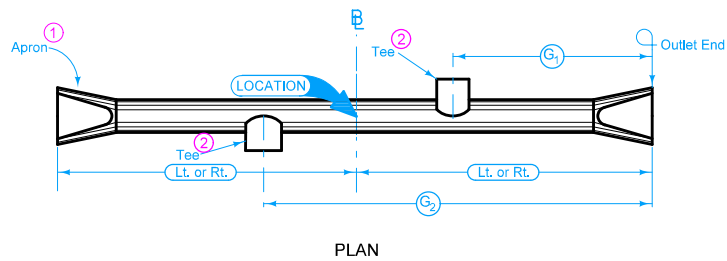 B
L
1
Apron
Tee 2
G1
Outlet End
LOCATION
Tee 2
Lt. or Rt.
Lt. or Rt.
G2
PLAN